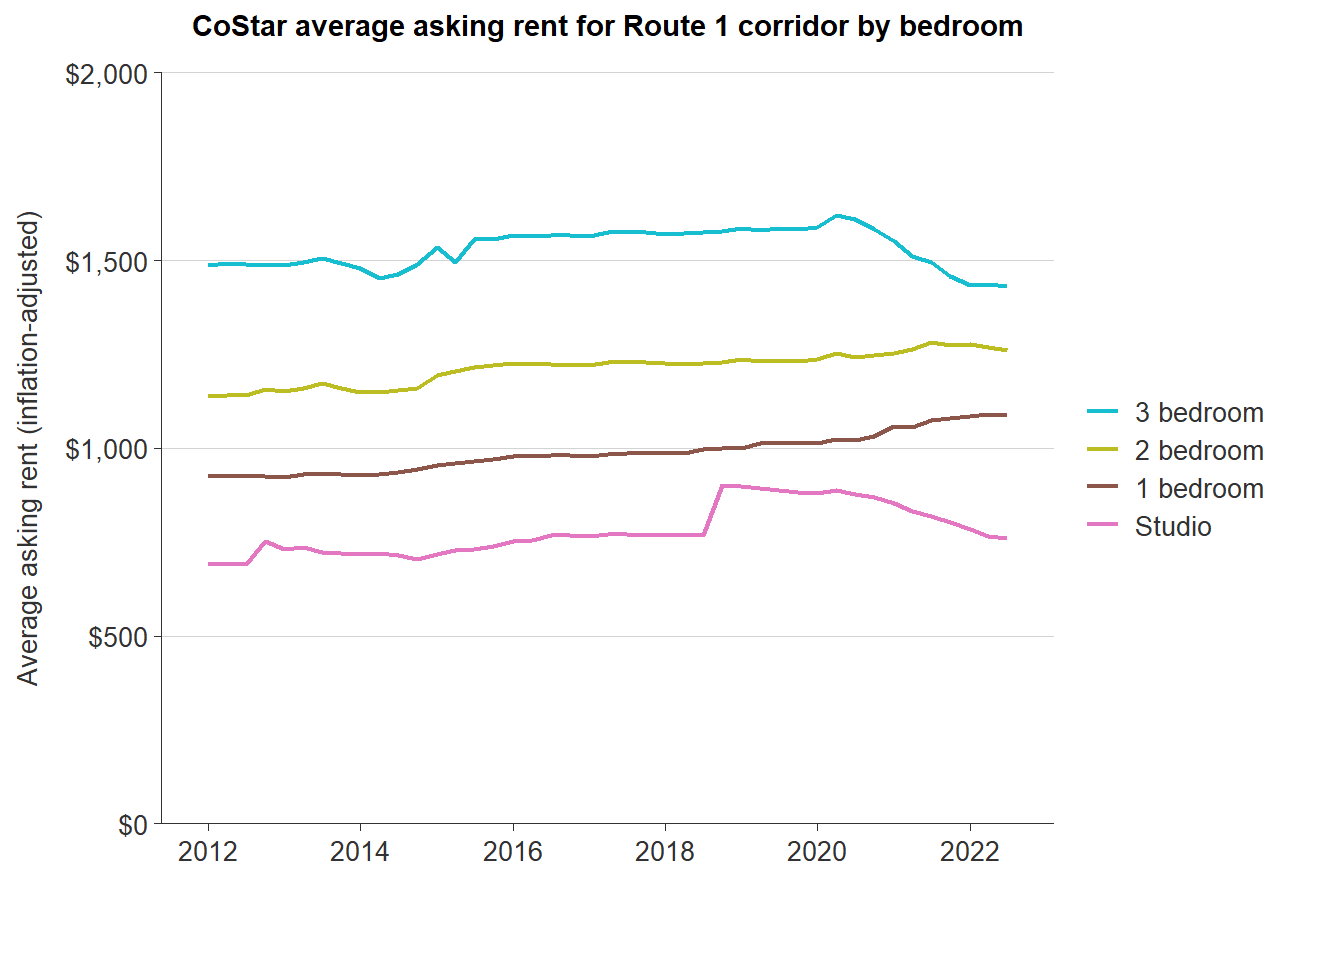 CoStar average asking rent for Route 1 corridor by bedroom
Average asking rent (inflation-adjusted)
$2,000
$1,500
$1,000
$500
$0
2012 2014 2016 2018 2020 2022
3 bedroom
2 bedroom
1 bedroom
Studio